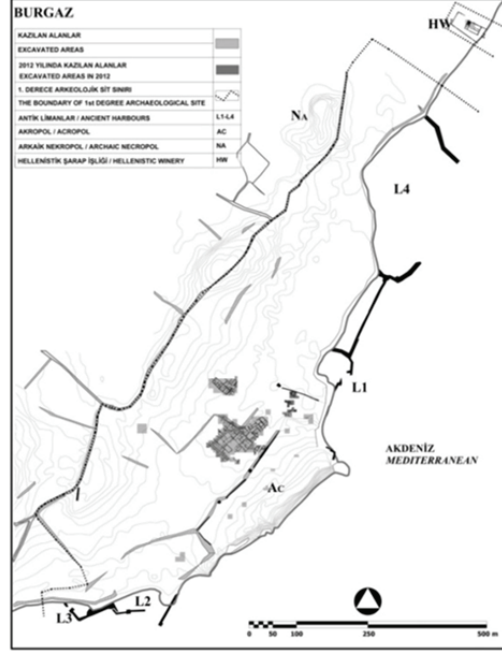 BURGAZ
KAZILAN ALANLAR
EXCAVATED AREAS
2012 YILINDA KAZILAN ALANLAR
EXCAVATED AREAS IN 2012
1. DERECE ARKEOLOJİK SİT SINIRI
THE BOUNDARY OF 1st DEGREE ARCHAEOLOGICAL SITE
ANTİK LİMANLAR / ANCIENT HARBOURS L1-L4
AKROPOL / ACROPOL AC
ARKAİK NEKROPOL / ARCHAIC NECROPOL NA
HELLENİSTİK ŞARAP İŞLİĞİ / HELLENISTIC WINERY HW
HW
NA
L4
L1
AKDENİZ
MEDITERRANEAN
AC
L2
L3
0 50 100 250 500 m